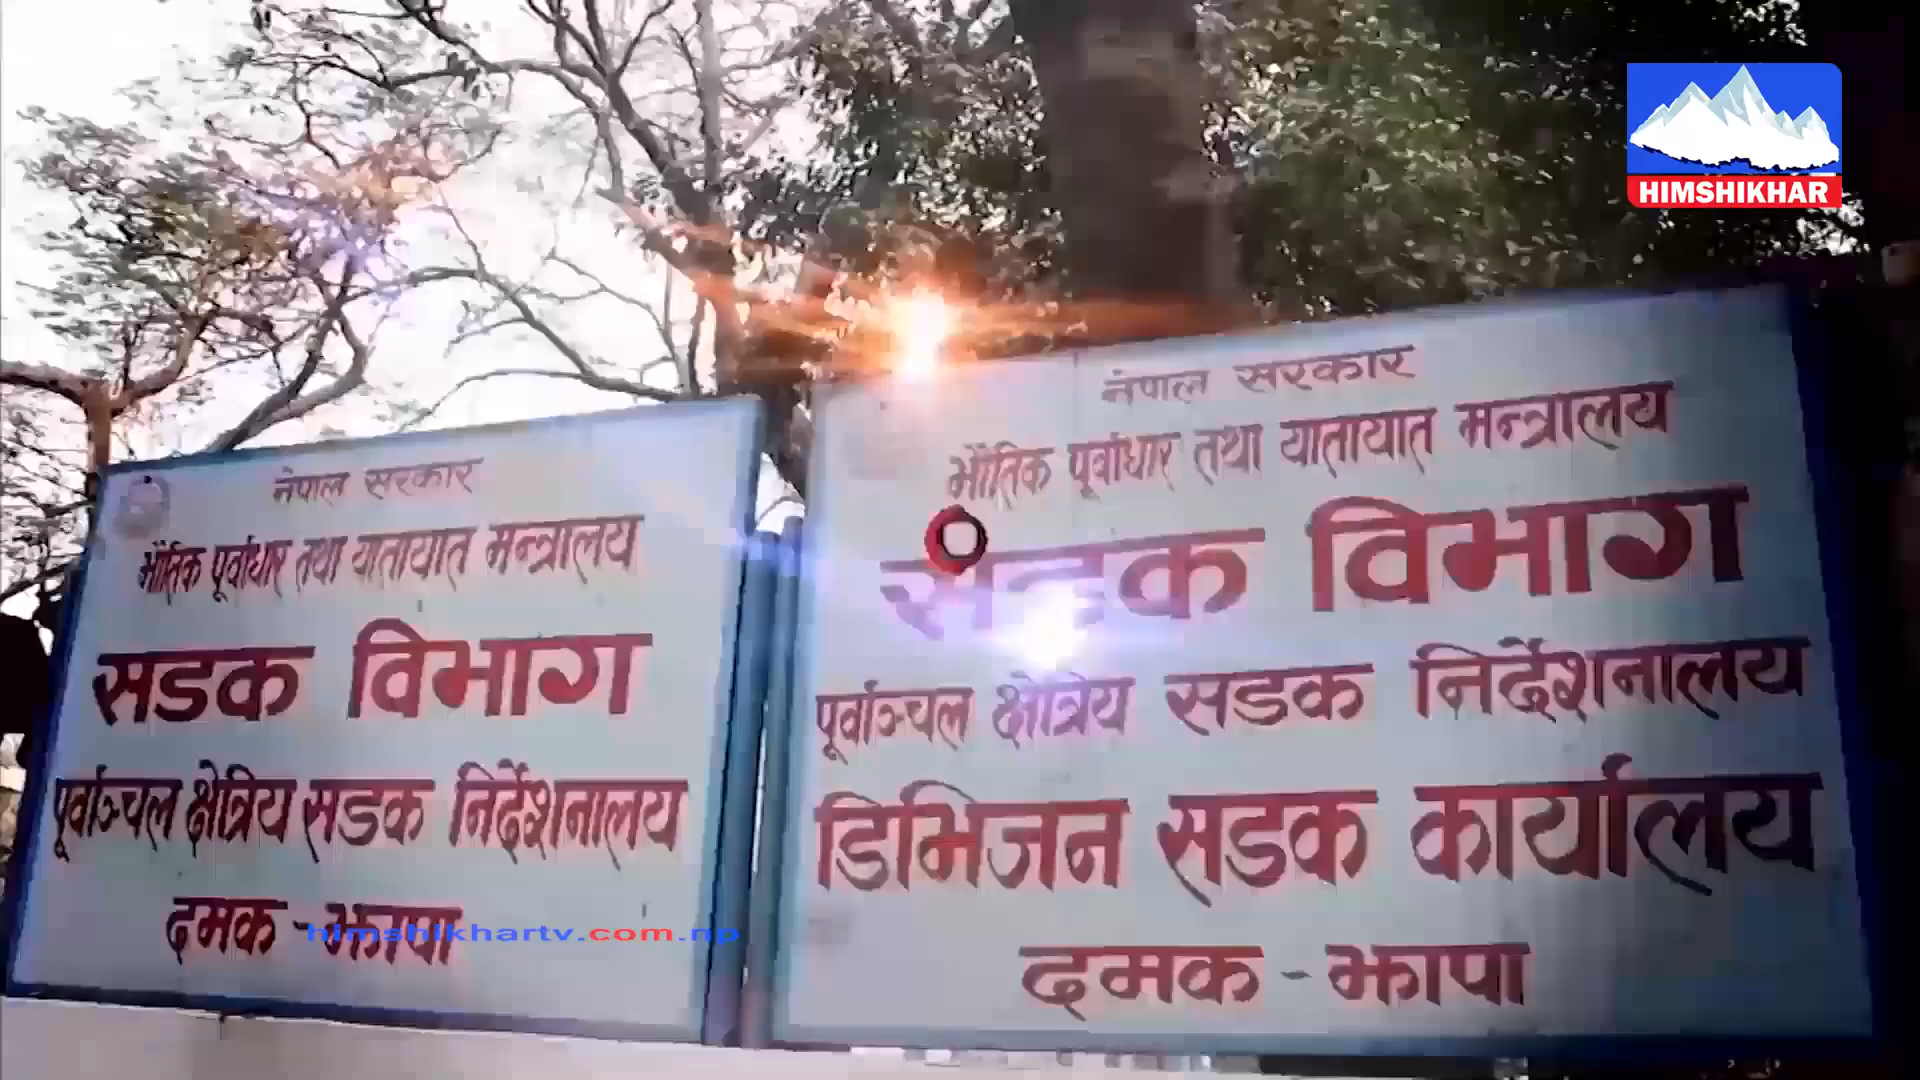 HIMSHIKHAR
नेपाल सरकार
भौतिक पूर्वाधार तथा यातायात मन्त्रालय
सडक विभाग
पूर्वाञ्चल क्षेत्रिय सडक निर्देशनालय
दमक - झापा
himshikhartv.com.np
नेपाल सरकार
भौतिक पूर्वाधार तथा यातायात मन्त्रालय
सडक विभाग
पूर्वाञ्चल क्षेत्रिय सडक निर्देशनालय
डिभिजन सडक कार्यालय
दमक - झापा